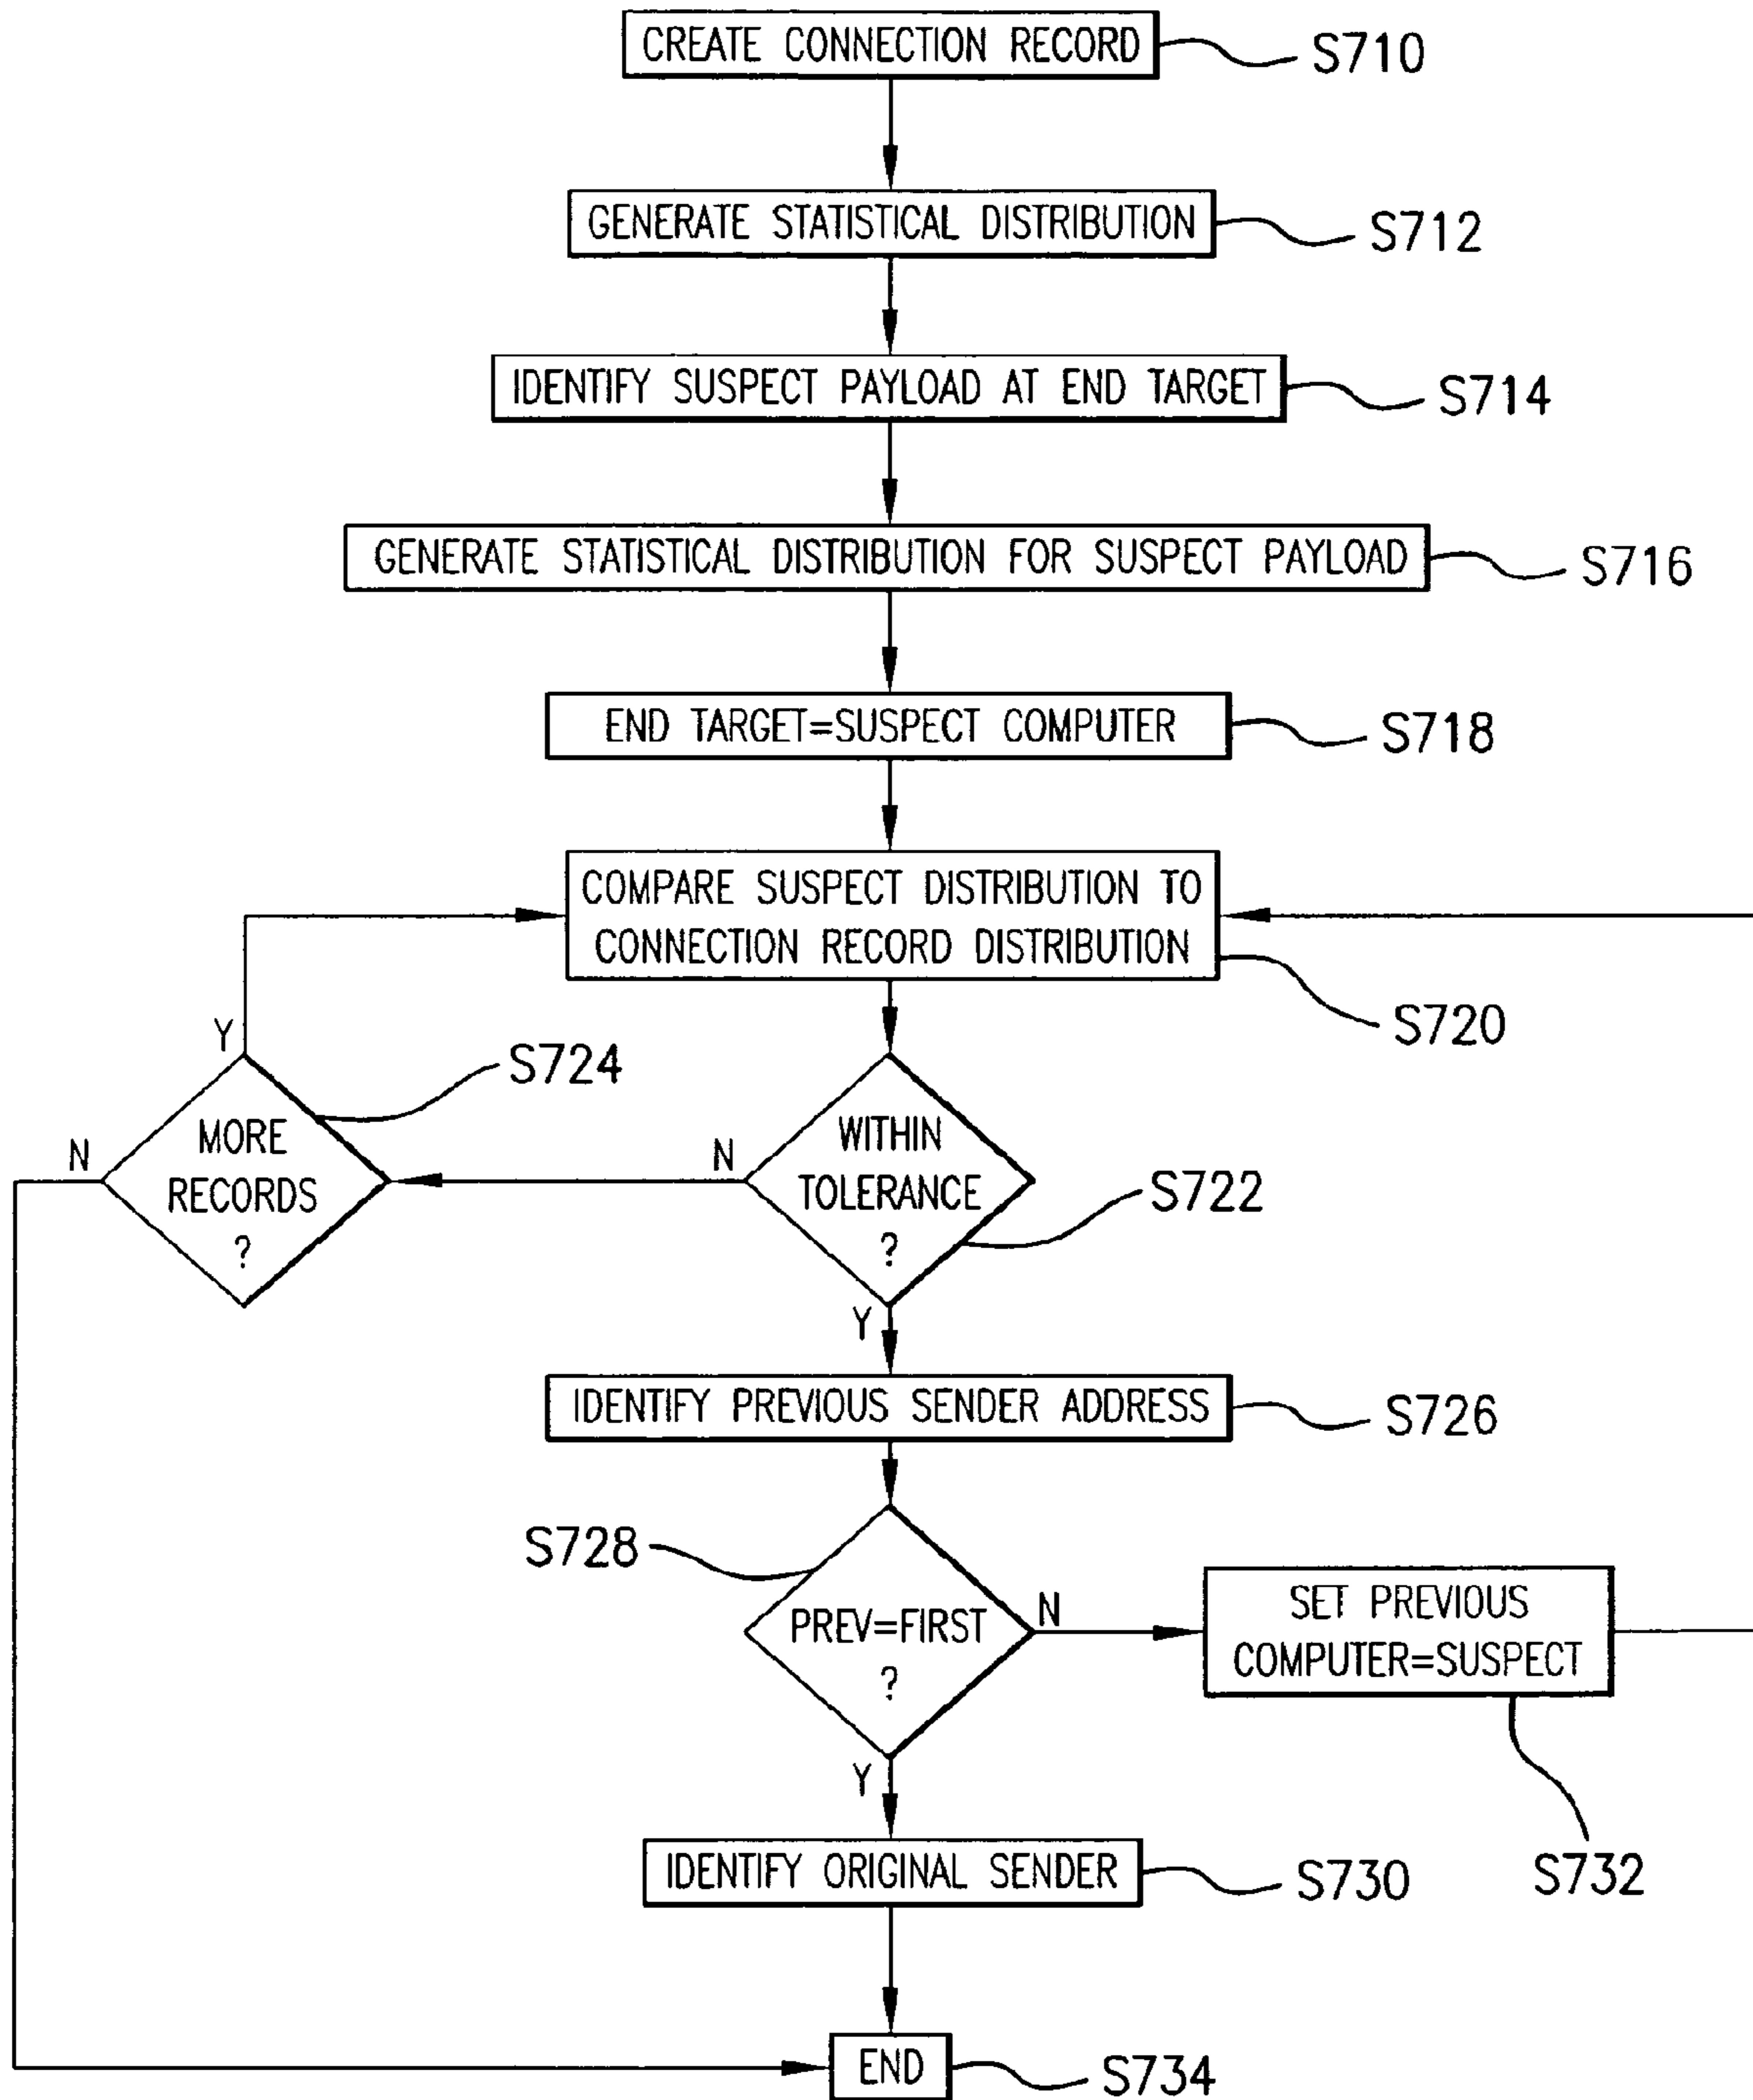 CREATE CONNECTION RECORD
S710
GENERATE STATISTICAL DISTRIBUTION
S712
IDENTIFY SUSPECT PAYLOAD AT END TARGET
S714
GENERATE STATISTICAL DISTRIBUTION FOR SUSPECT PAYLOAD
S716
END TARGET=SUSPECT COMPUTER
S718
COMPARE SUSPECT DISTRIBUTION TO
CONNECTION RECORD DISTRIBUTION
S720
Y
S724
MORE
RECORDS
?
N
N
WITHIN
TOLERANCE
?
S722
Y
IDENTIFY PREVIOUS SENDER ADDRESS
S726
S728
PREV=FIRST
?
N
SET PREVIOUS
COMPUTER=SUSPECT
S732
Y
IDENTIFY ORIGINAL SENDER
S730
END
S734